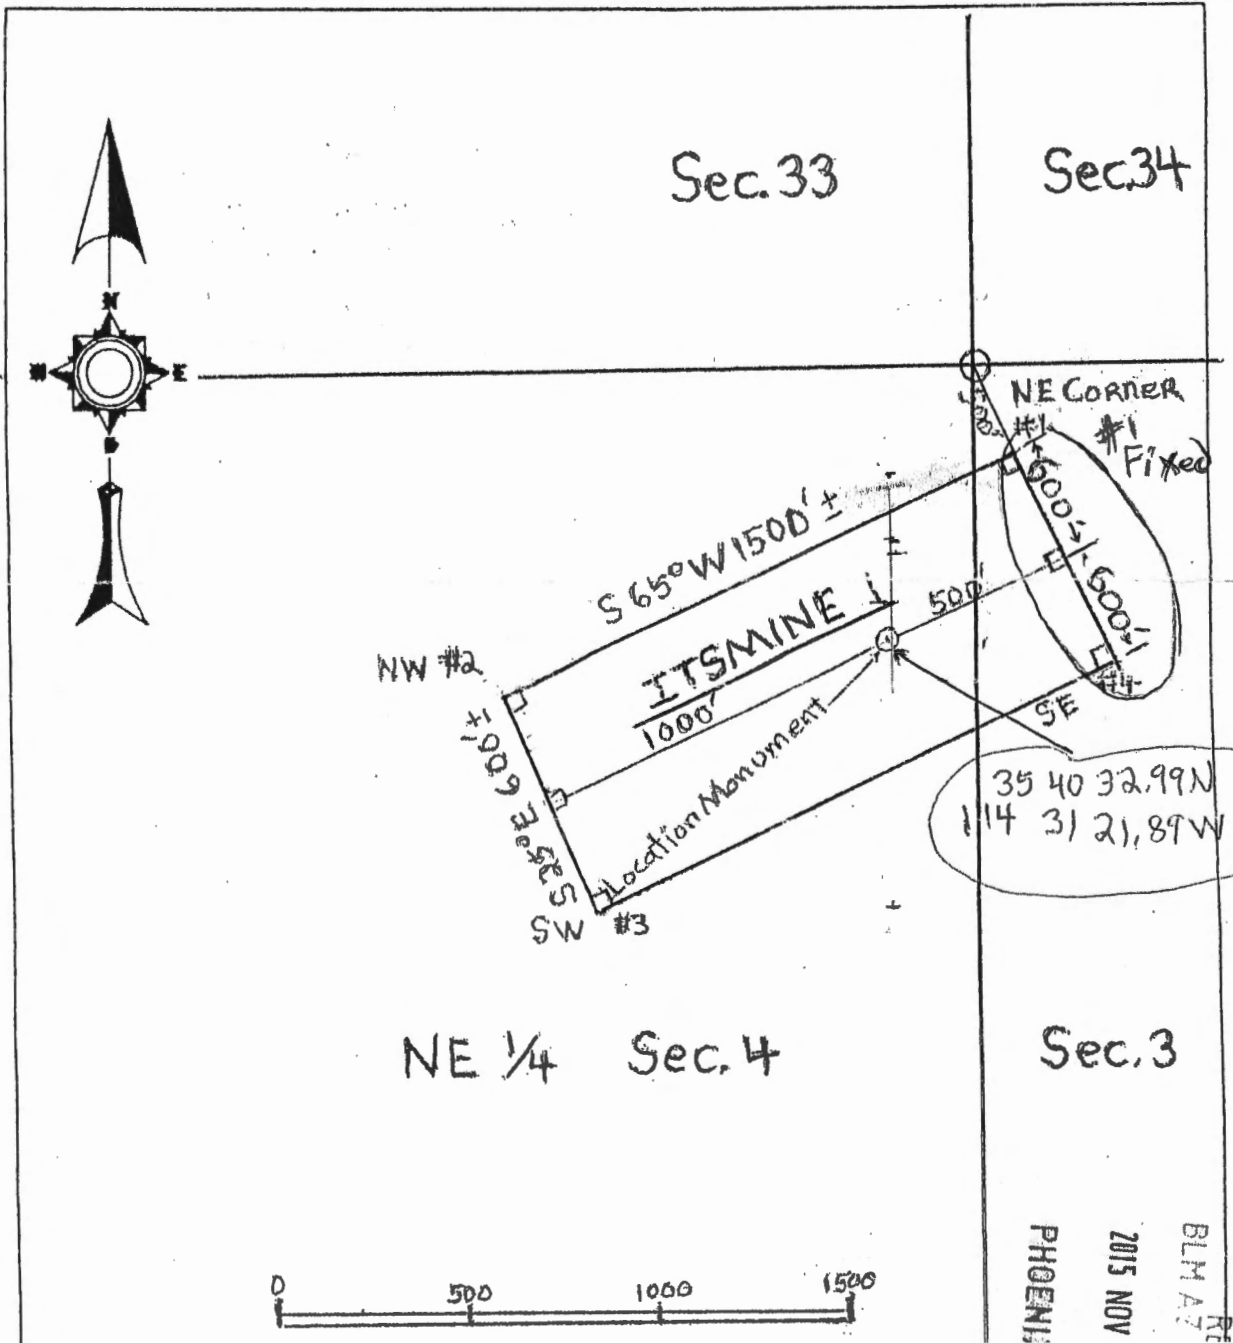 Sec. 33
Sec.34
N
E
NE CORNER
#1
#1
Fixed
600'
600'
S 65° W 1500' ±
500'
ITSMINE 1
1000'
NW #2
600' ±
SW #3
Location Monument
SE
#4
35 40 32.99N
114 31 21.89W
NE 1/4 Sec. 4
Sec. 3
0 500 1000 1500
BLM AZ
2015 NOV